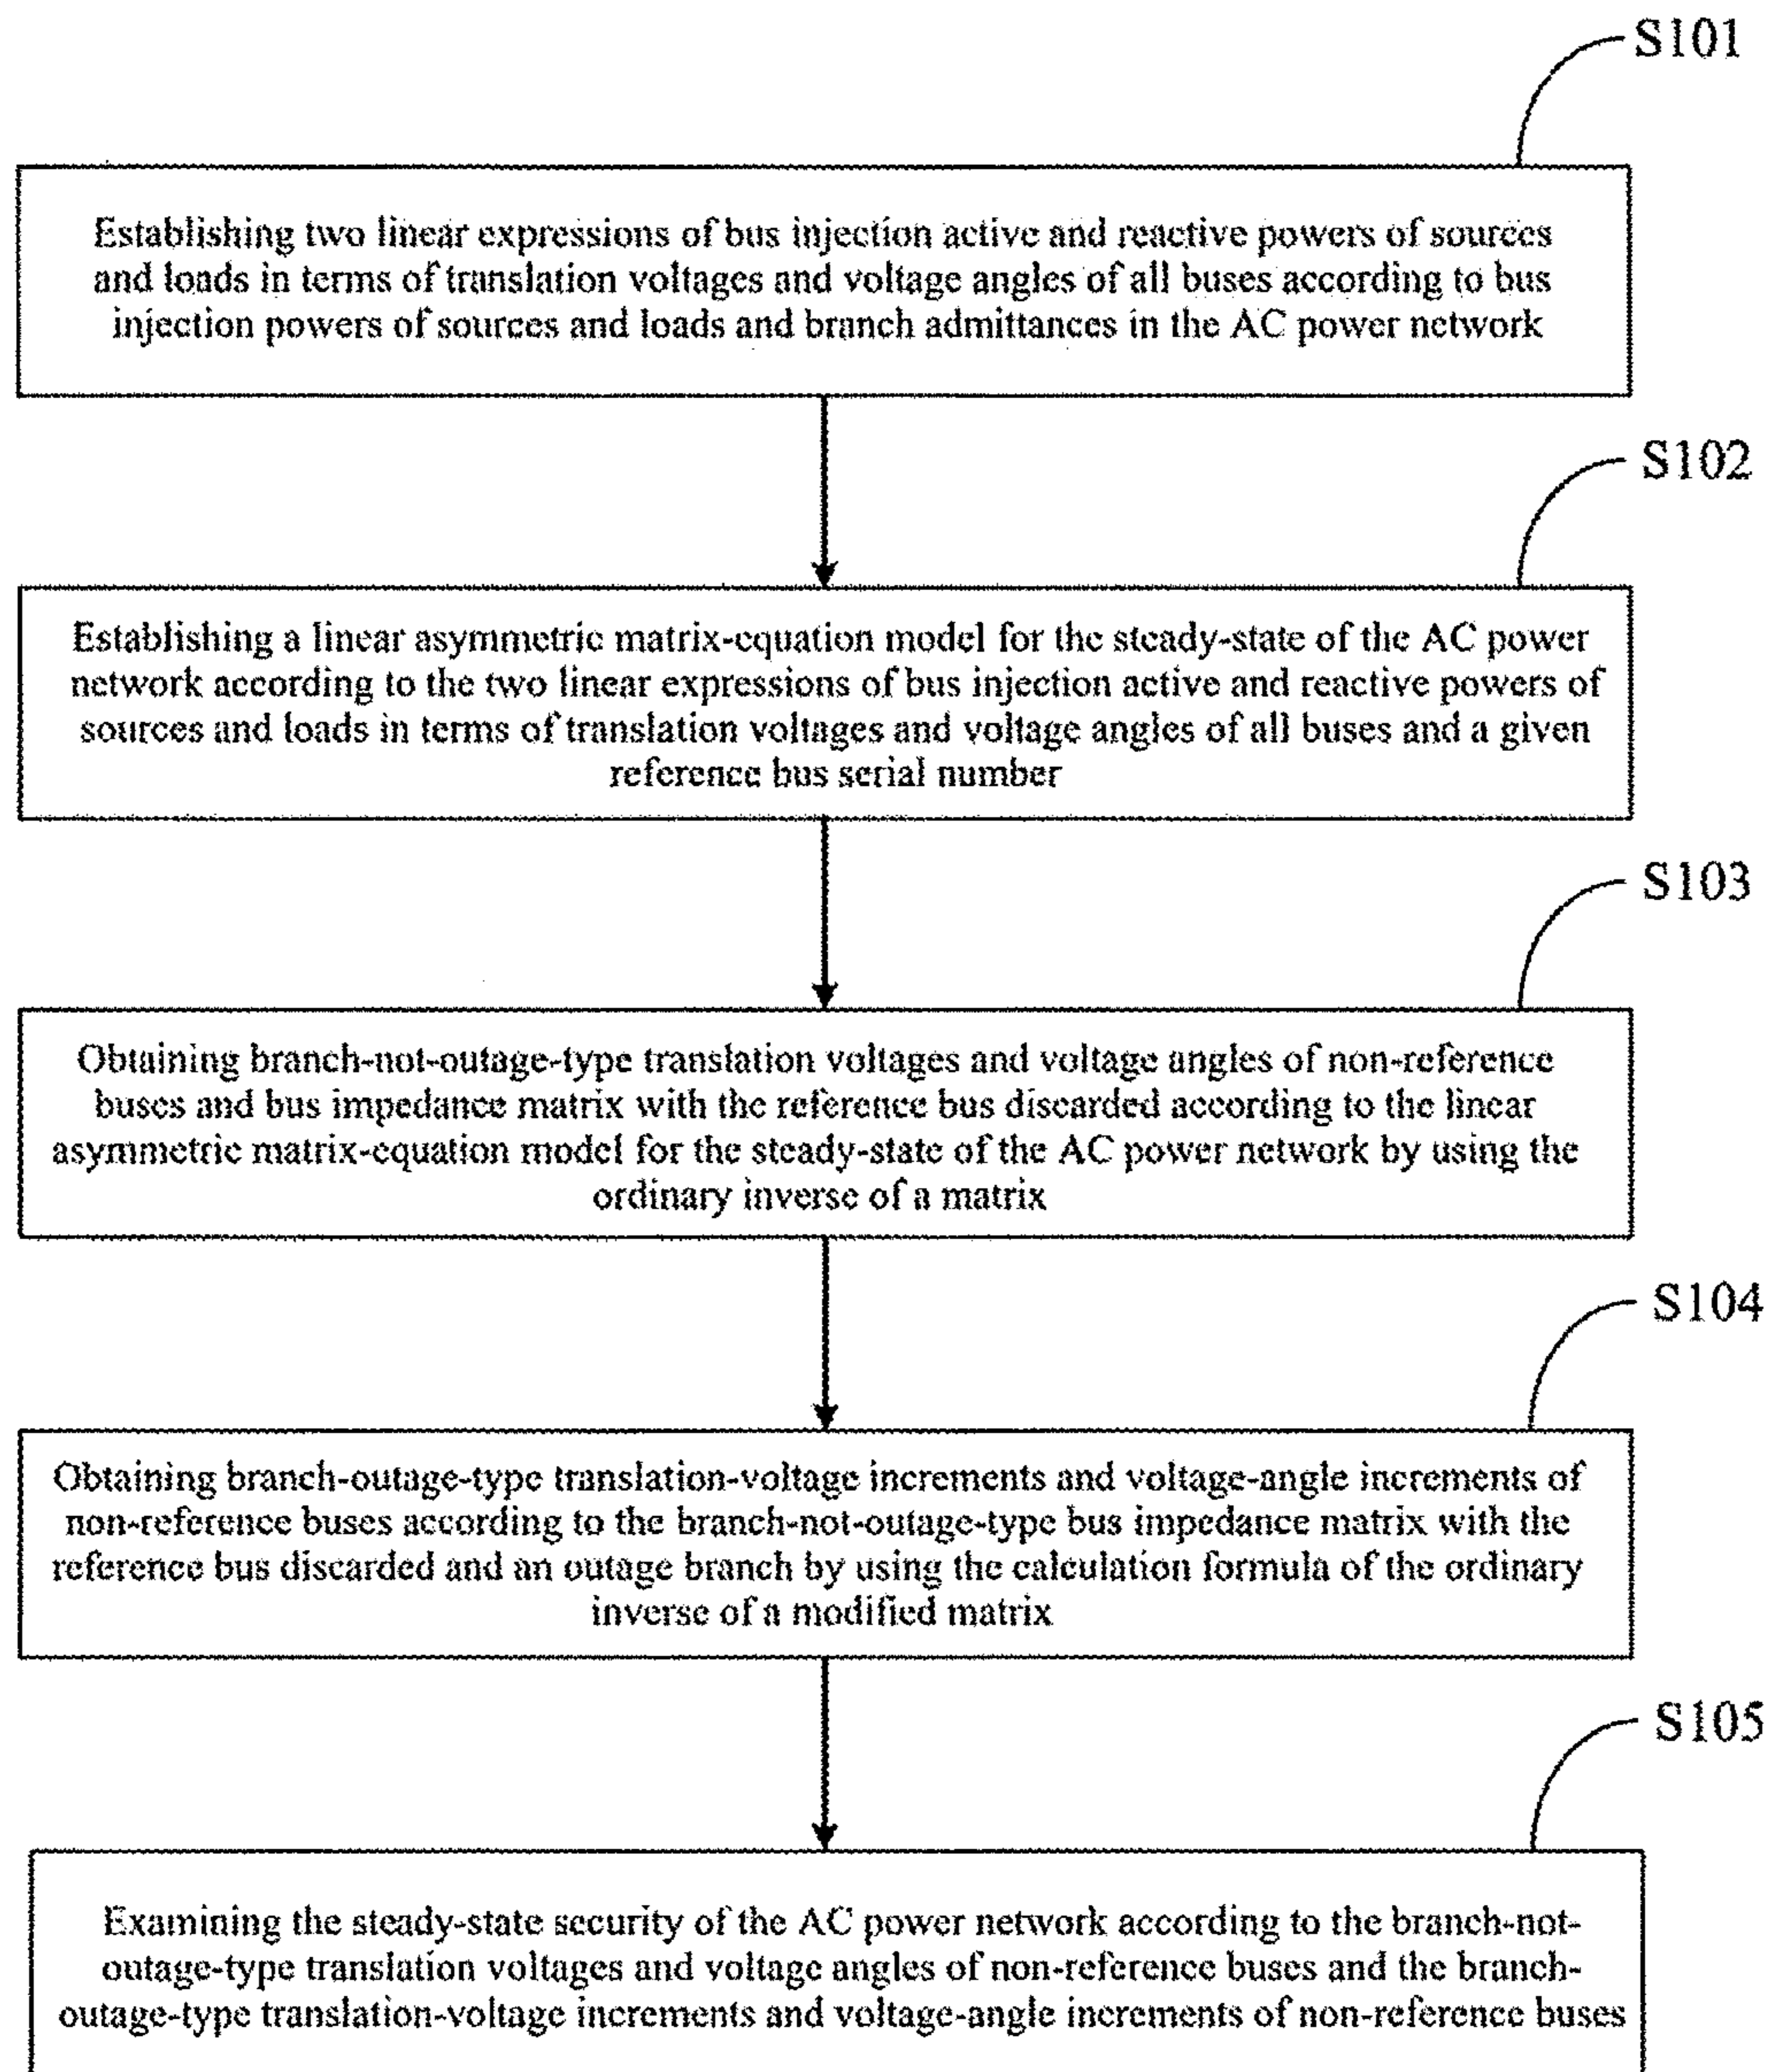 S101
Establishing two linear expressions of bus injection active and reactive powers of sources
and loads in terms of translation voltages and voltage angles of all buses according to bus
injection powers of sources and loads and branch admittances in the AC power network
S102
Establishing a linear asymmetric matrix-equation model for the steady-state of the AC power
network according to the two linear expressions of bus injection active and reactive powers of
sources and loads in terms of translation voltages and voltage angles of all buses and a given
reference bus serial number
S103
Obtaining branch-not-outage-type translation voltages and voltage angles of non-reference
buses and bus impedance matrix with the reference bus discarded according to the linear
asymmetric matrix-equation model for the steady-state of the AC power network by using the
ordinary inverse of a matrix
S104
Obtaining branch-outage-type translation-voltage increments and voltage-angle increments of
non-reference buses according to the branch-not-outage-type bus impedance matrix with the
reference bus discarded and an outage branch by using the calculation formula of the ordinary
inverse of a modified matrix
S105
Examining the steady-state security of the AC power network according to the branch-not-
outage-type translation voltages and voltage angles of non-reference buses and the branch-
outage-type translation-voltage increments and voltage-angle increments of non-reference buses